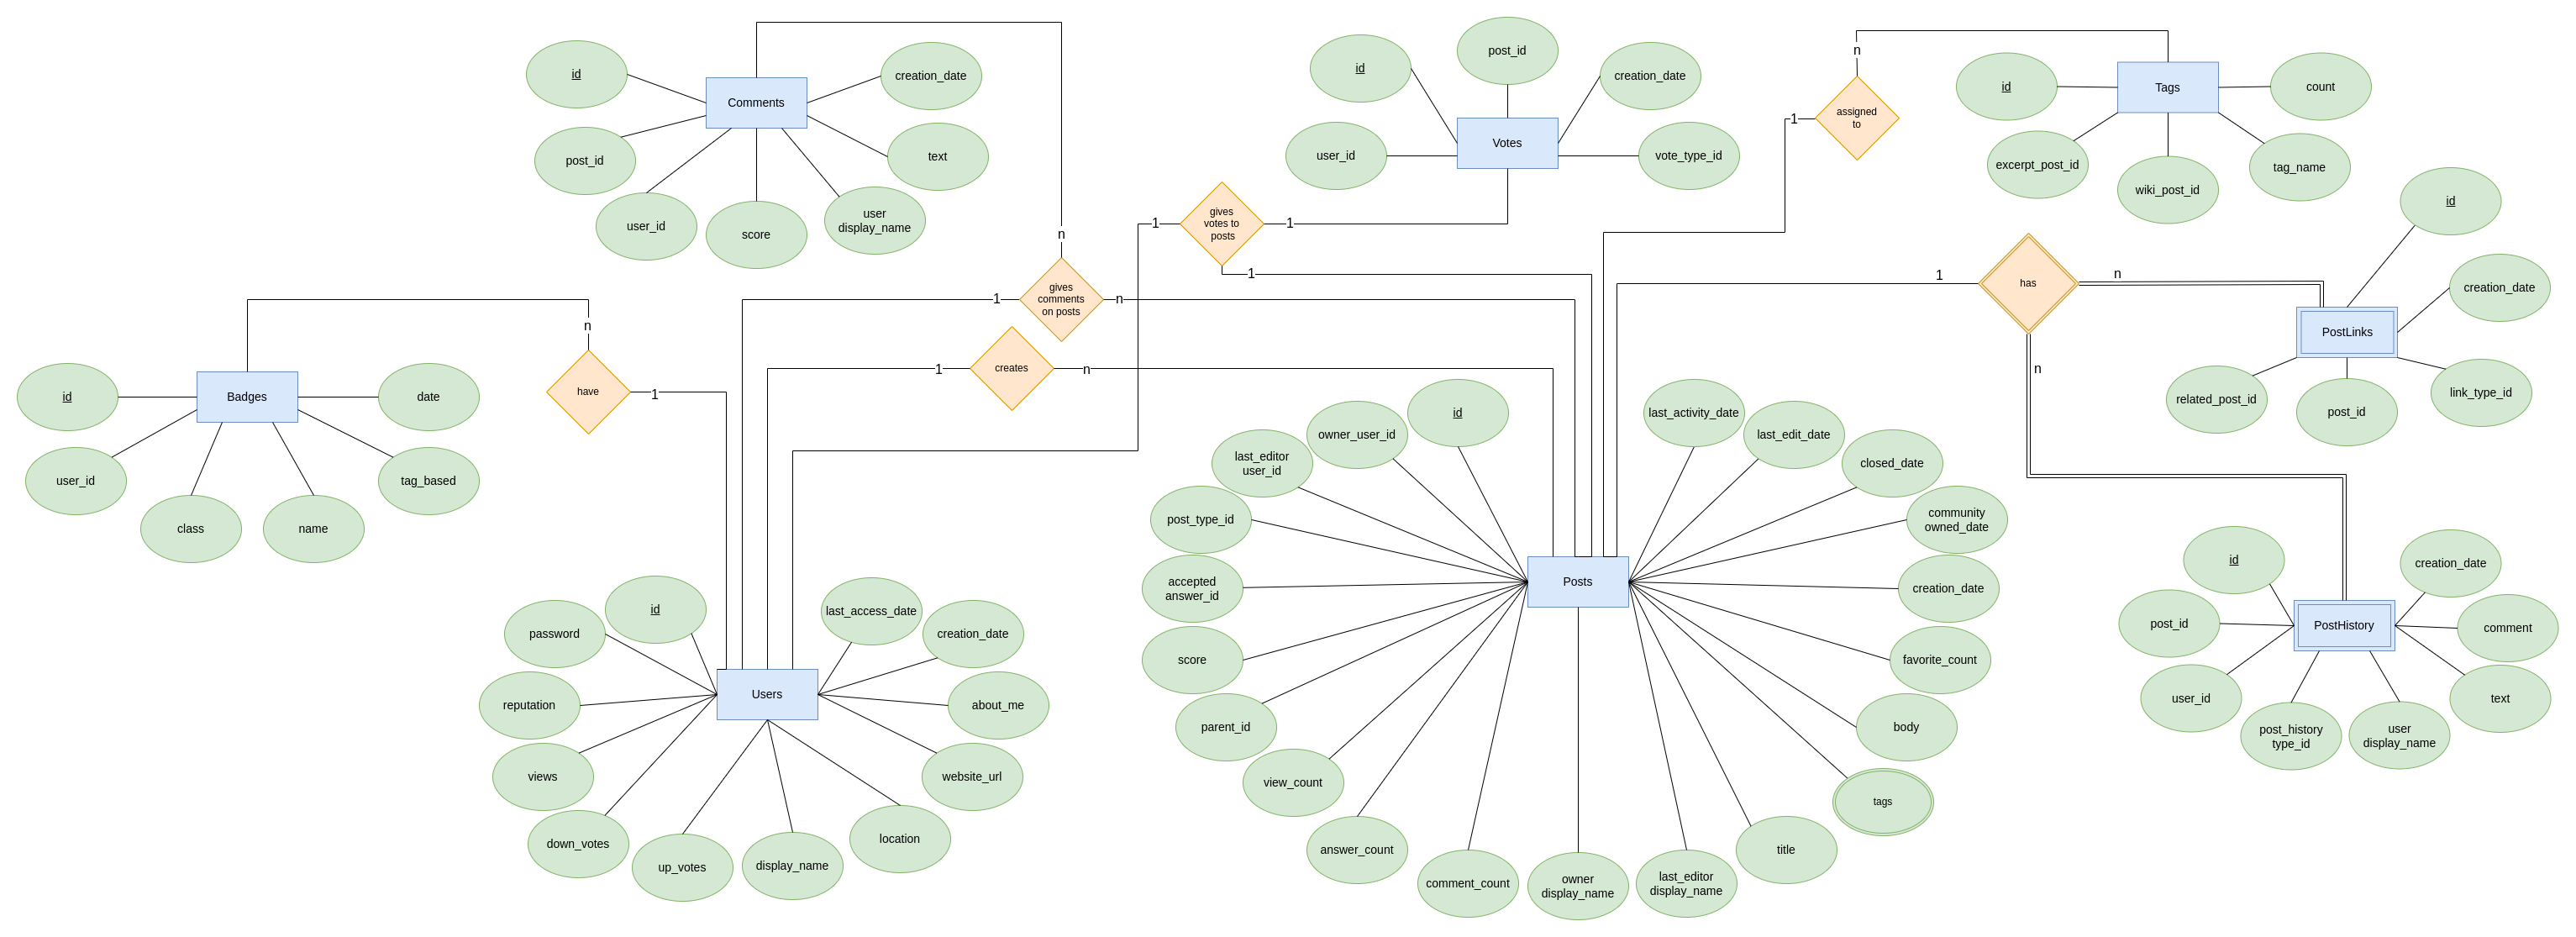 n
id
creation_date
Comments
post_id
text
user_id
score
user
display_name
n
id
post_id
creation_date
Votes
user_id
vote_type_id
n
assigned
to
1
id
Tags
count
excerpt_post_id
wiki_post_id
tag_name
1
gives
votes to
posts
1
1
1
gives
comments
on posts
n
1
creates
n
1
has
n
n
id
creation_date
PostLinks
related_post_id
post_id
link_type_id
n
have
1
id
Badges
date
user_id
class
name
tag_based
id
last_access_date
password
creation_date
reputation
Users
about_me
views
website_url
down_votes
up_votes
display_name
location
id
owner_user_id
last_editor
user_id
post_type_id
accepted
answer_id
score
parent_id
view_count
answer_count
comment_count
owner
display_name
last_editor
display_name
title
tags
body
favorite_count
creation_date
community
owned_date
closed_date
last_edit_date
last_activity_date
Posts
id
creation_date
post_id
PostHistory
comment
user_id
post_history
type_id
user
display_name
text